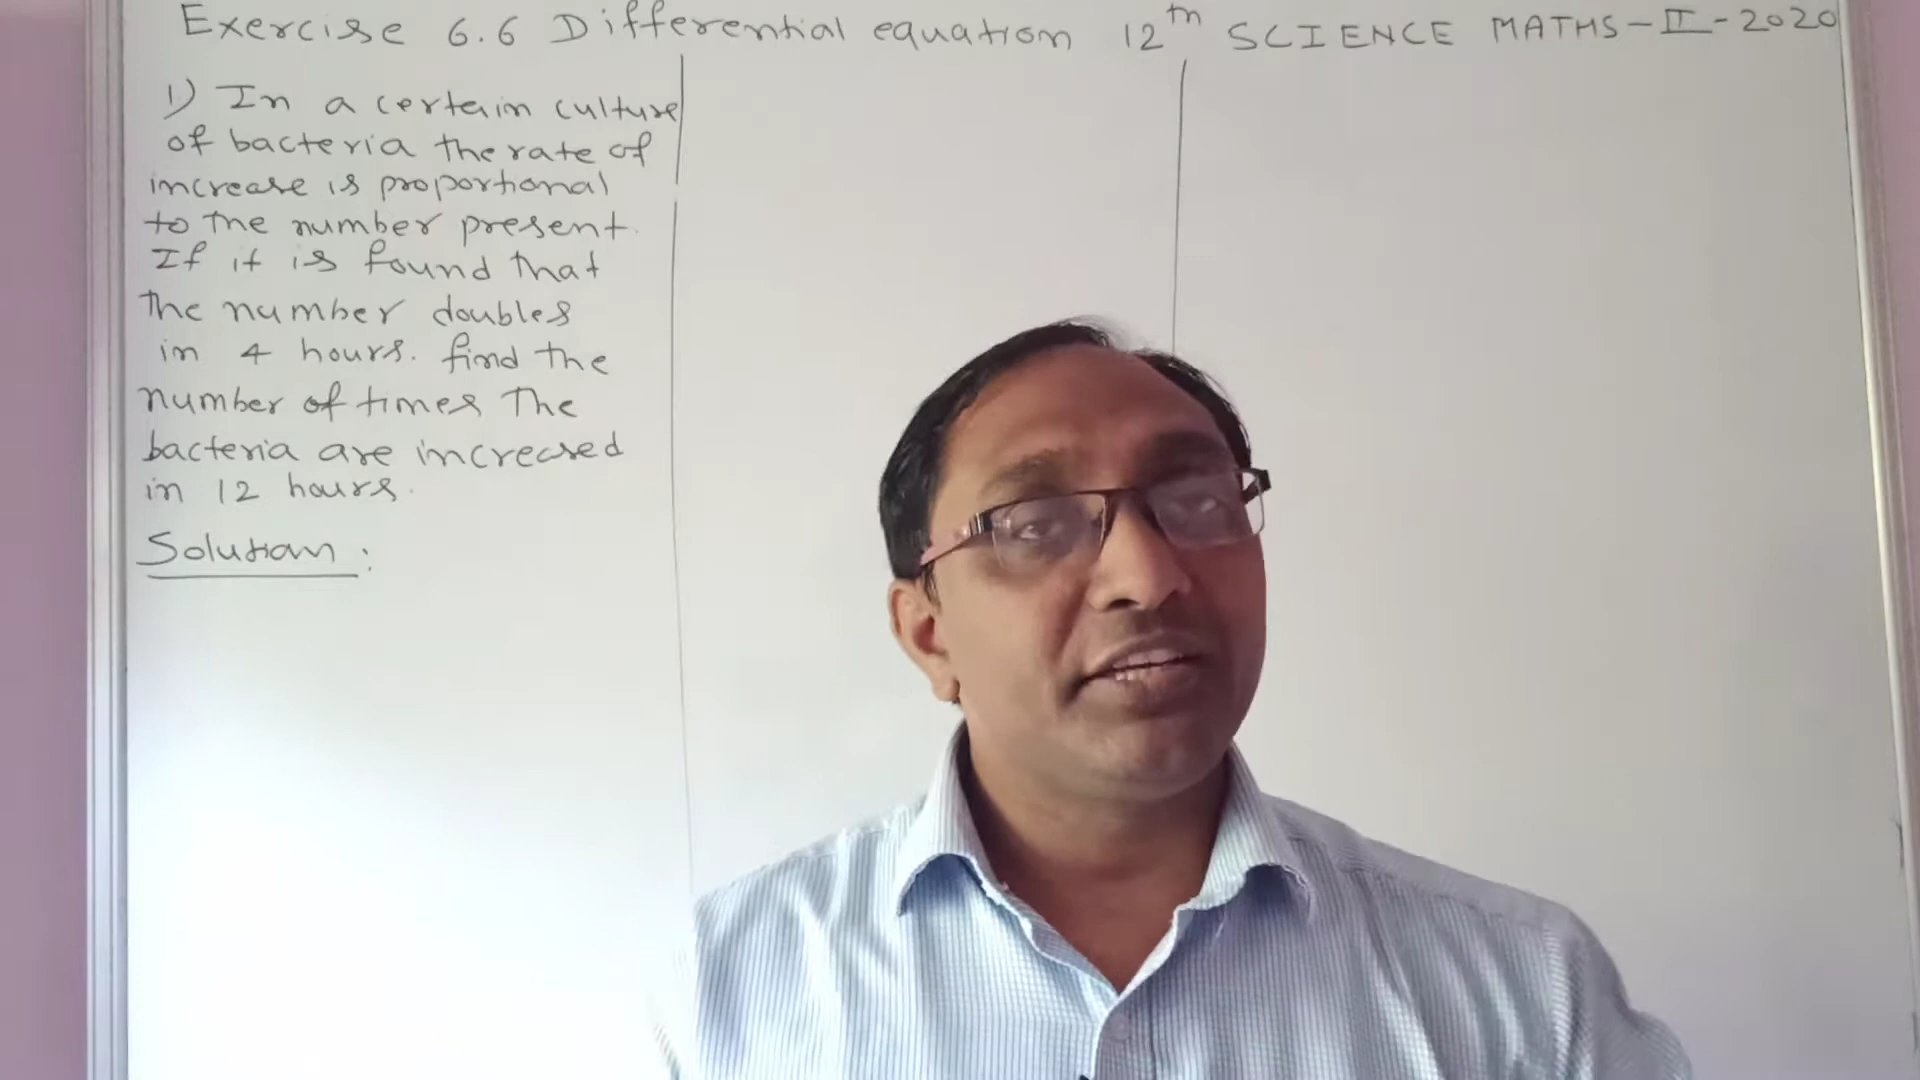 Exercise 6.6 Differential equation 12th SCIENCE MATHS-II-2020
1) In a certain culture
of bacteria the rate of
increase is proportional
to the number present.
If it is found that
the number doubles
in 4 hours. find the
number of times The
bacteria are increased
in 12 hours.
Solution :